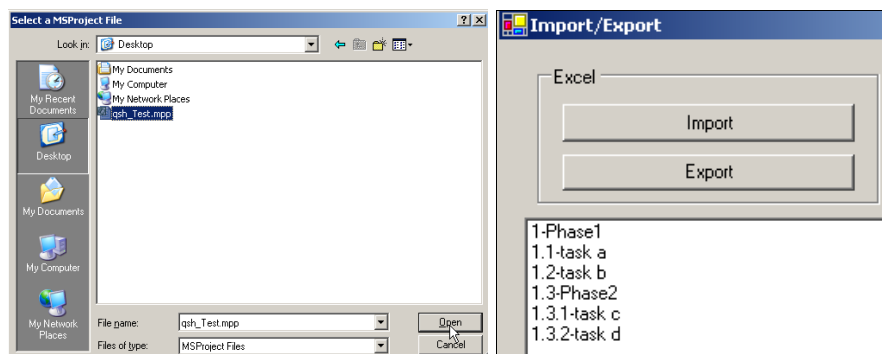 Select a MSProject File
Look in: Desktop
My Recent Documents
Desktop
My Documents
My Computer
My Network Places
My Documents
My Computer
My Network Places
qsh_Test.mpp
File name: qsh_Test.mpp Open
Files of type: MSProject Files Cancel
Import/Export
Excel
Import
Export
1-Phase1
1.1-task a
1.2-task b
1.3-Phase2
1.3.1-task c
1.3.2-task d